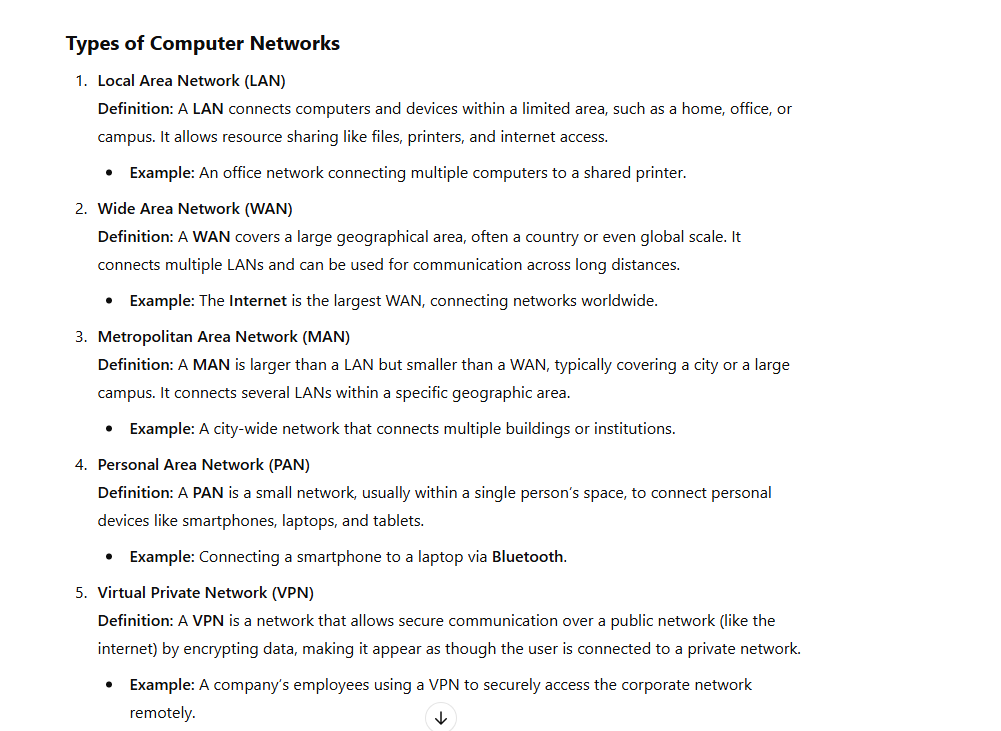 Types of Computer Networks
1. Local Area Network (LAN)
Definition: A LAN connects computers and devices within a limited area, such as a home, office, or
campus. It allows resource sharing like files, printers, and internet access.
• Example: An office network connecting multiple computers to a shared printer.
2. Wide Area Network (WAN)
Definition: A WAN covers a large geographical area, often a country or even global scale. It
connects multiple LANs and can be used for communication across long distances.
• Example: The Internet is the largest WAN, connecting networks worldwide.
3. Metropolitan Area Network (MAN)
Definition: A MAN is larger than a LAN but smaller than a WAN, typically covering a city or a large
campus. It connects several LANs within a specific geographic area.
• Example: A city-wide network that connects multiple buildings or institutions.
4. Personal Area Network (PAN)
Definition: A PAN is a small network, usually within a single person’s space, to connect personal
devices like smartphones, laptops, and tablets.
• Example: Connecting a smartphone to a laptop via Bluetooth.
5. Virtual Private Network (VPN)
Definition: A VPN is a network that allows secure communication over a public network (like the
internet) by encrypting data, making it appear as though the user is connected to a private network.
• Example: A company’s employees using a VPN to securely access the corporate network
remotely.